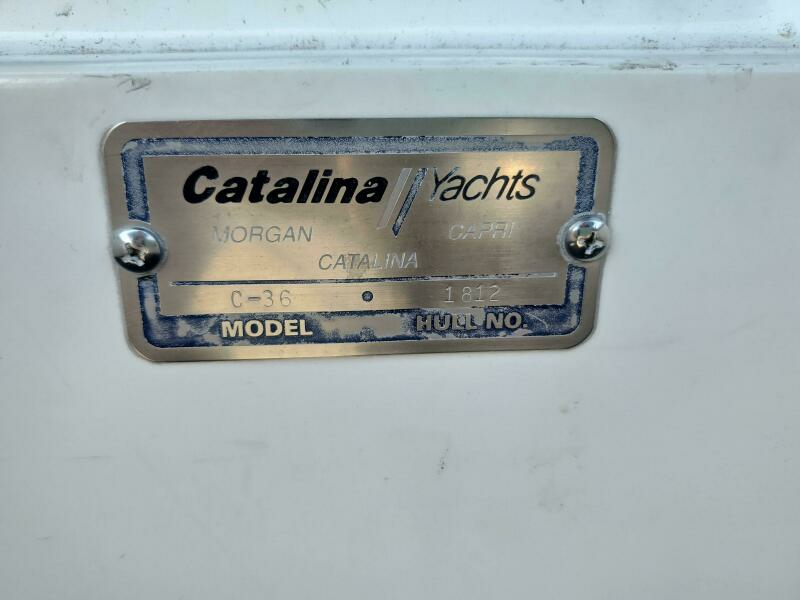 Catalina Yachts
MORGAN CAPRI
CATALINA
C-36 1812
MODEL HULL NO.